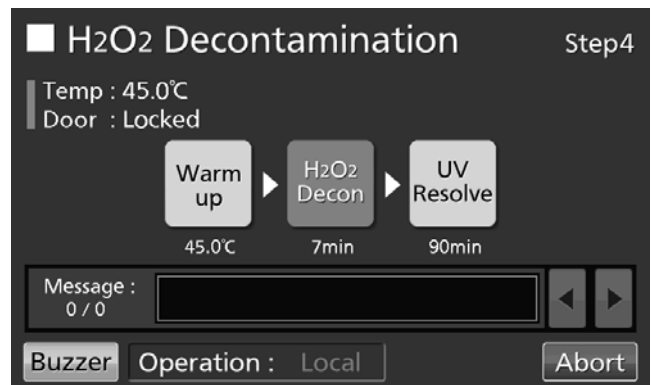 H2O2 Decontamination
Step4
Temp : 45.0℃
Door : Locked
Warm up
H2O2 Decon
UV Resolve
45.0℃
7min
90min
Message :
0 / 0
Buzzer
Operation : Local
Abort